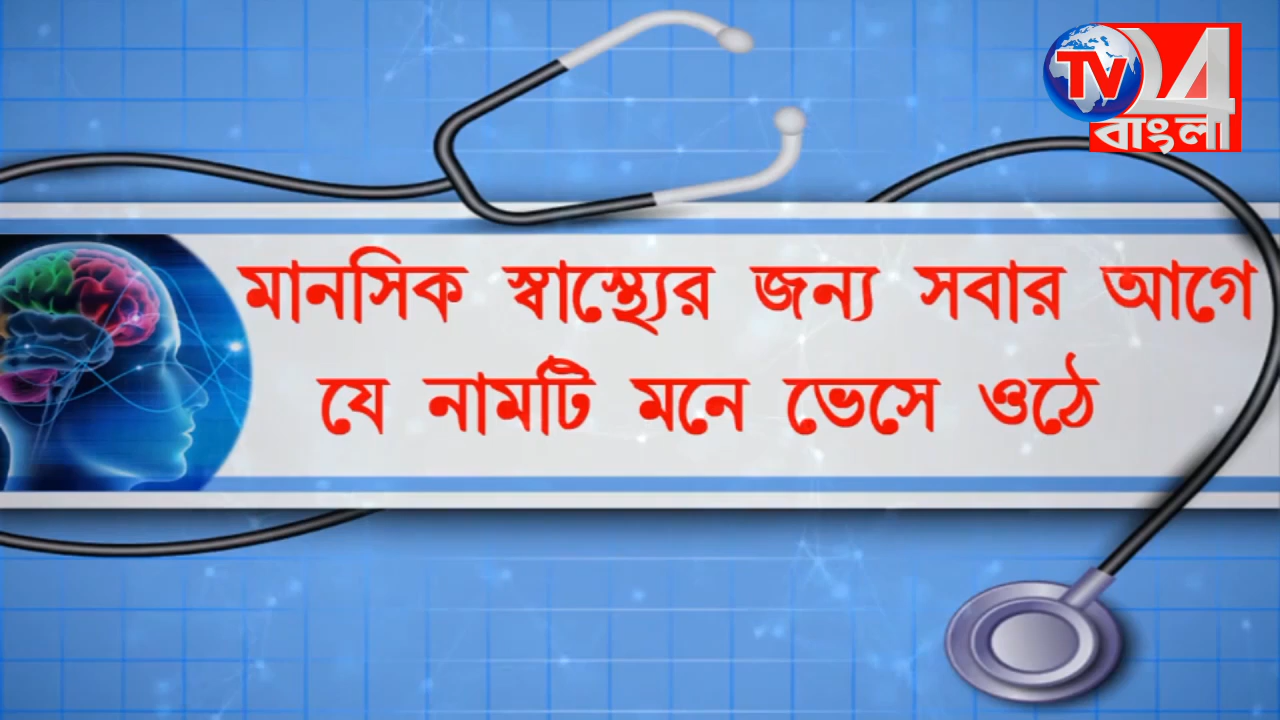 TV 24
বাংলা
মানসিক স্বাস্থ্যের জন্য সবার আগে
যে নামটি মনে ভেসে ওঠে